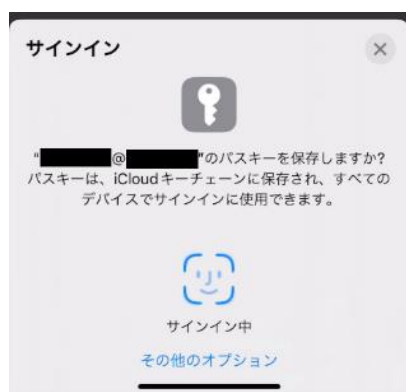 サインイン
"@"のパスキーを保存しますか?
パスキーは、iCloudキーチェーンに保存され、すべての
デバイスでサインインに使用できます。
サインイン中
その他のオプション